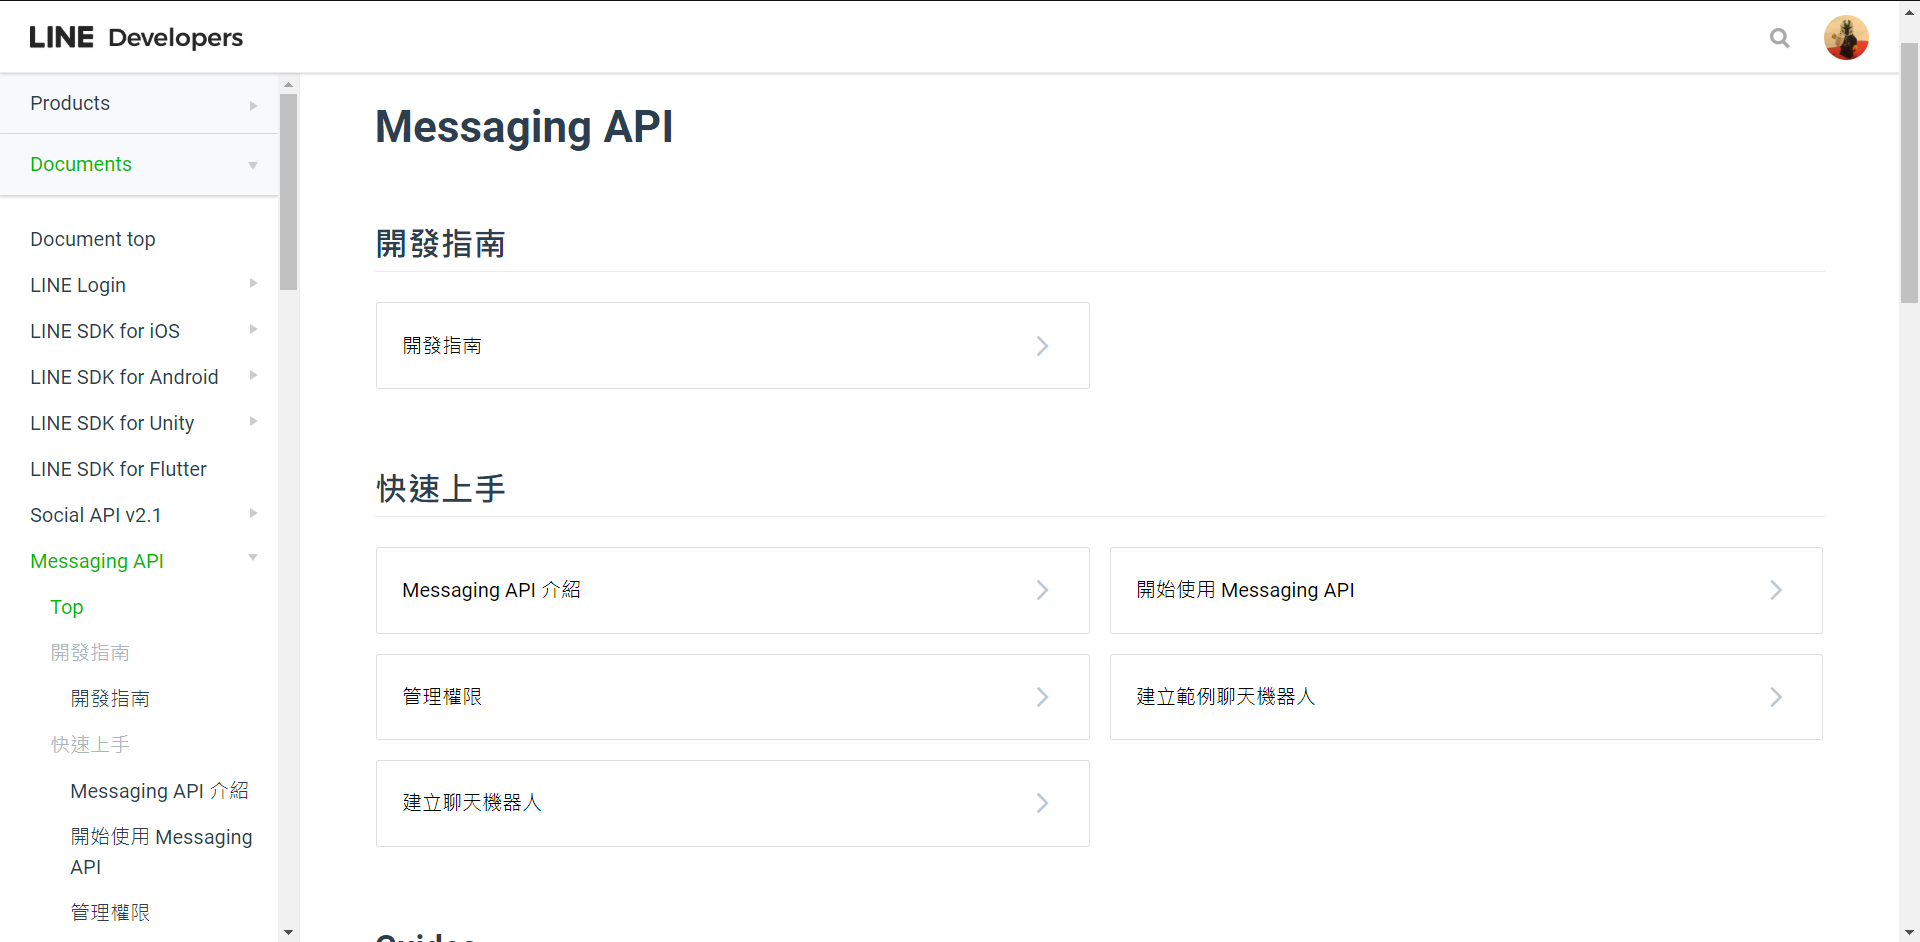 LINE Developers
Products
Documents
Document top
LINE Login
LINE SDK for iOS
LINE SDK for Android
LINE SDK for Unity
LINE SDK for Flutter
Social API v2.1
Messaging API
Top
開發指南
開發指南
快速上手
Messaging API 介紹
開始使用 Messaging
API
管理權限
Messaging API
開發指南
開發指南
快速上手
Messaging API 介紹
開始使用 Messaging API
管理權限
建立範例聊天機器人
建立聊天機器人
Guides